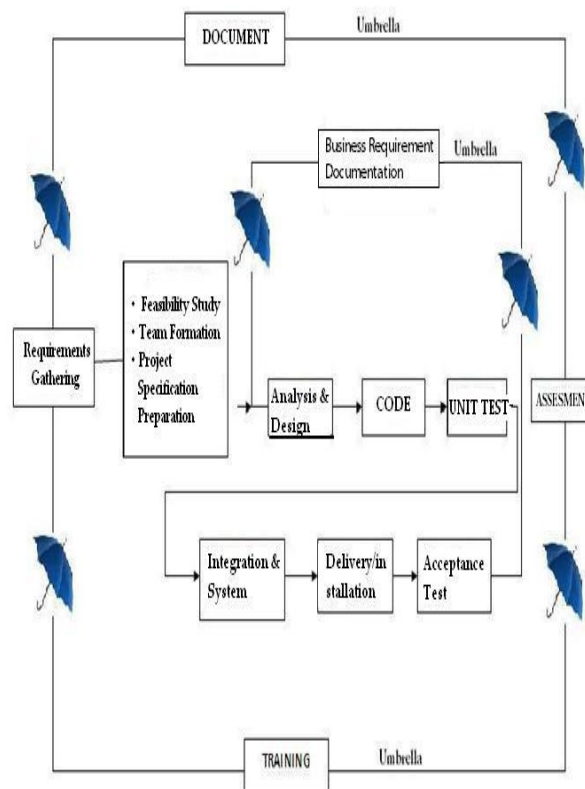 DOCUMENT
Umbrella
Business Requirement
Documentation
Umbrella
• Feasibility Study
• Team Formation
• Project
Specification
Preparation
Requirements
Gathering
Analysis &
Design
CODE
UNIT TEST
ASSESMEN
Integration &
System
Delivery/in
stallation
Acceptance
Test
TRAINING
Umbrella